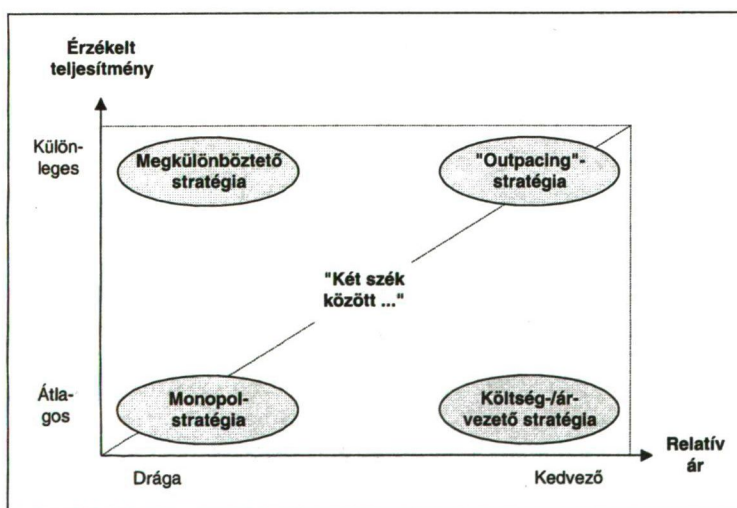 Érzékelt
teljesítmény
Külön-
leges
Megkülönböztető
stratégia
"Outpacing"-
stratégia
"Két szék
között ..."
Átla-
gos
Monopol-
stratégia
Költség-/ár-
vezető stratégia
Relatív
ár
Drága
Kedvező